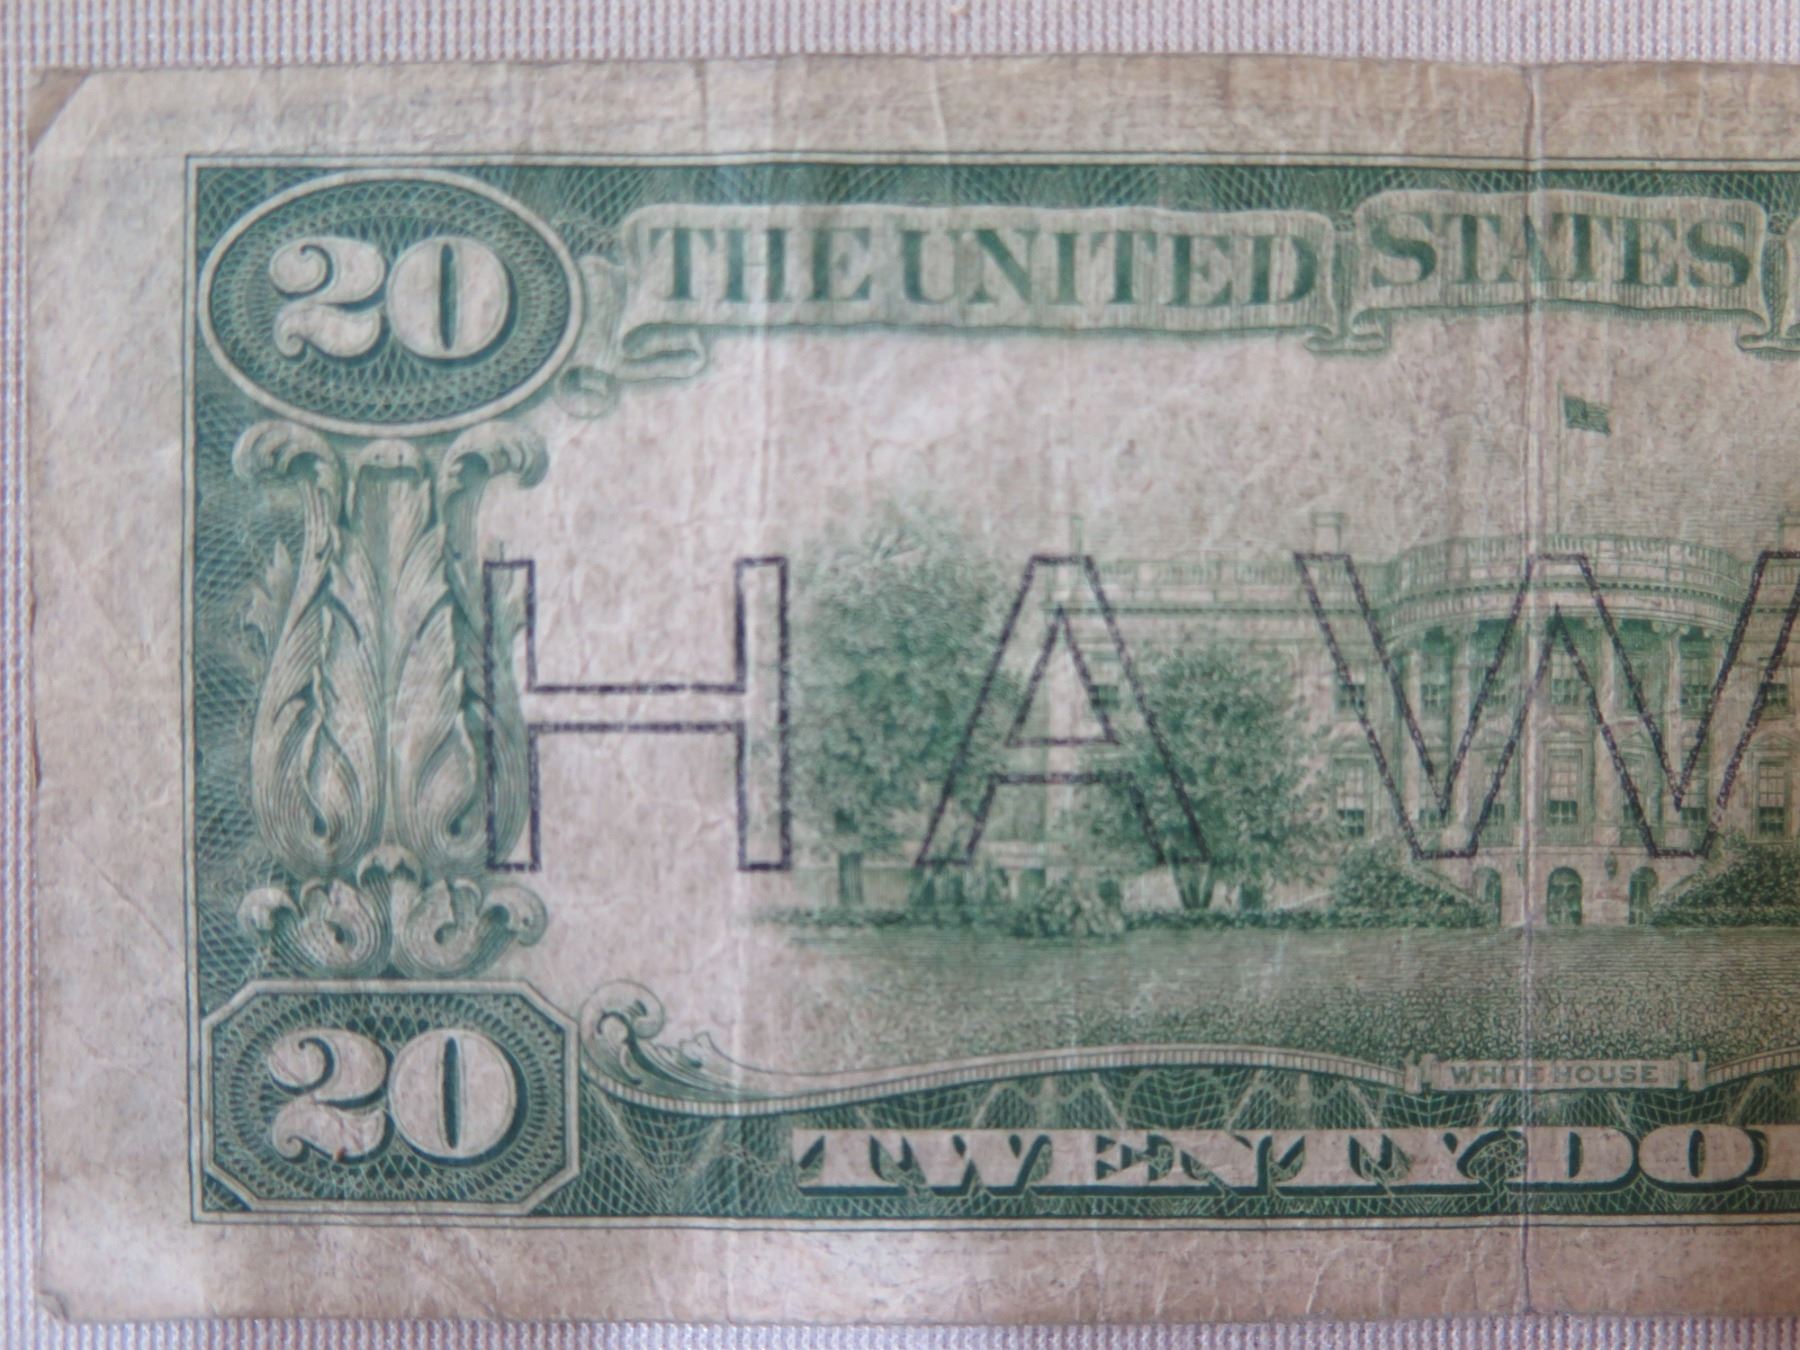 20 THE UNITED STATES
HAW
WHITE HOUSE
20 TWENTY DO